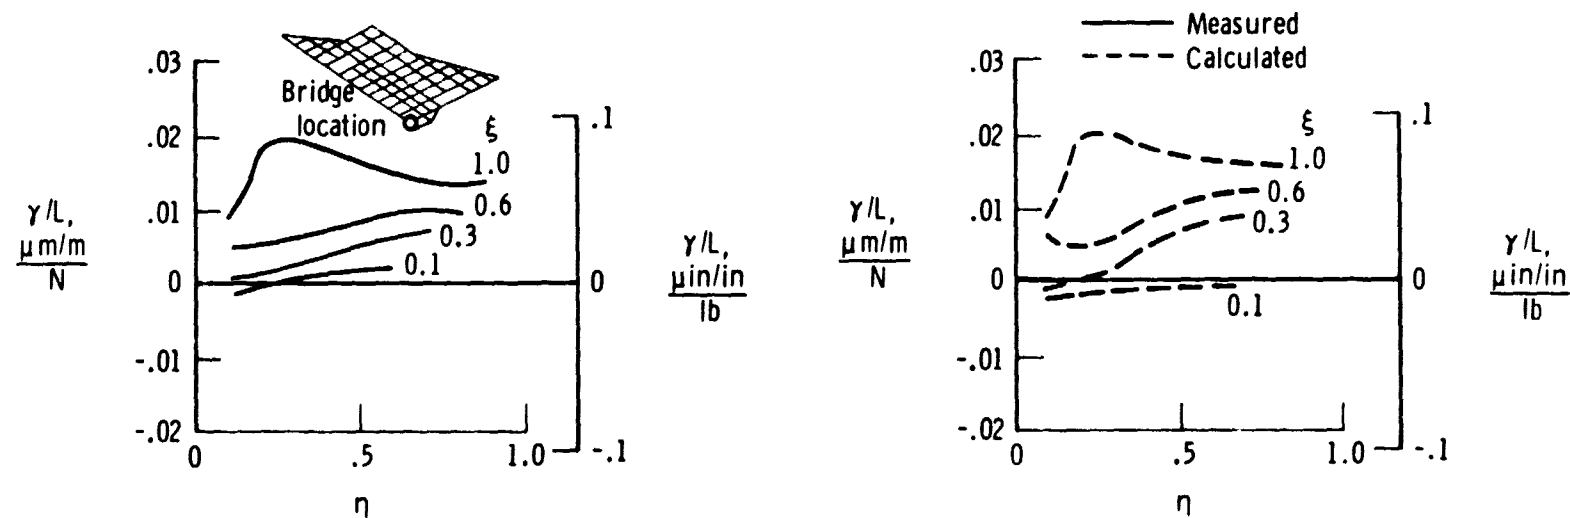 Measured
Calculated
Bridge
location
ξ
1.0
0.6
0.3
0.1
.03
.02
.01
0
-.01
-.02
γ/L,
μm/m
N
0
.5
1.0
η
.1
0
-.1
γ/L,
μin/in
lb
ξ
1.0
0.6
0.3
0.1
.03
.02
.01
0
-.01
-.02
γ/L,
μm/m
N
0
.5
1.0
η
.1
0
-.1
γ/L,
μin/in
lb